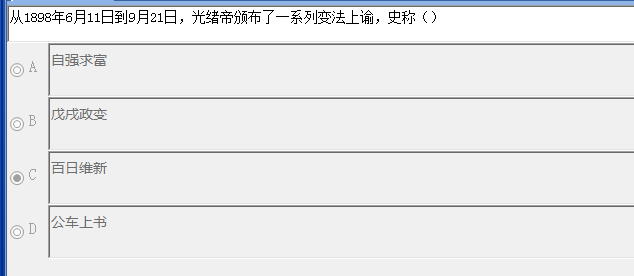 从1898年6月11日到9月21日，光绪帝颁布了一系列变法上谕，史称（）
A 自强求富
B 戊戌政变
C 百日维新
D 公车上书